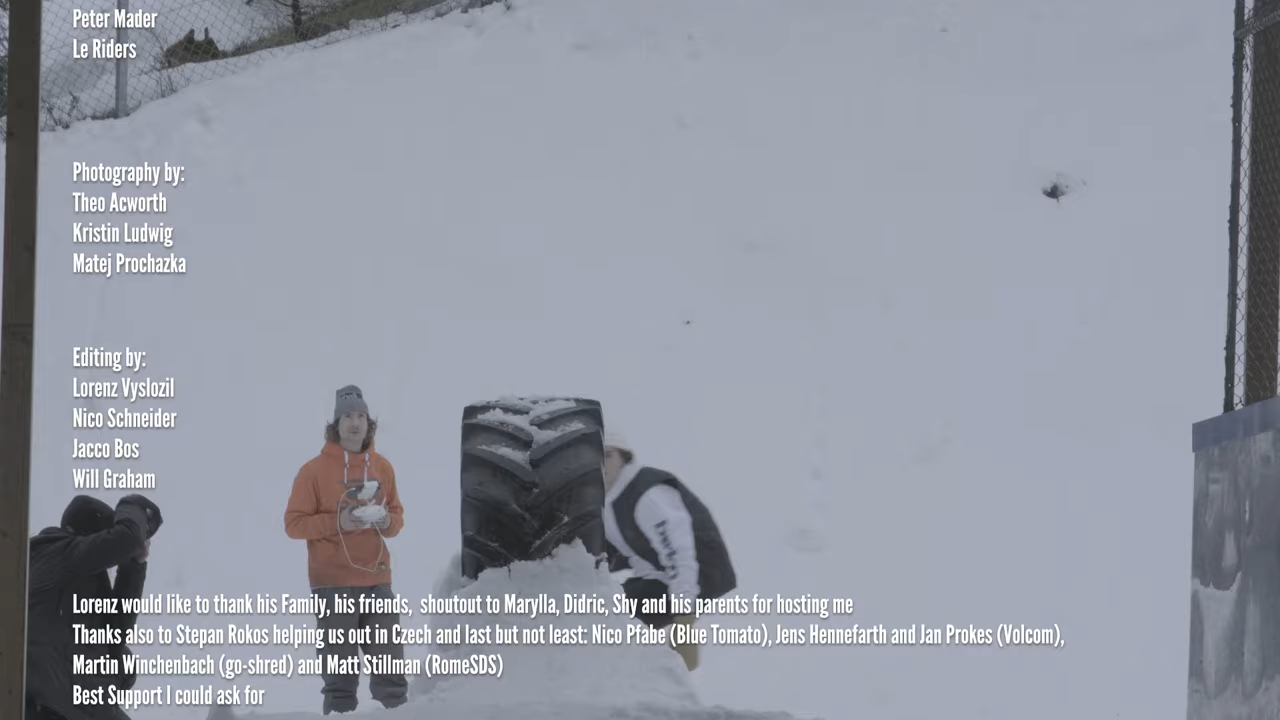 Peter Mader
Le Riders
Photography by:
Theo Acworth
Kristin Ludwig
Matej Prochazka
Editing by:
Lorenz Vyslozil
Nico Schneider
Jacco Bos
Will Graham
Lorenz would like to thank his Family, his friends,  shoutout to Marylla, Didric, Shy and his parents for hosting me
Thanks also to Stepan Rokos helping us out in Czech and last but not least: Nico Pfabe (Blue Tomato), Jens Hennefarth and Jan Prokes (Volcom),
Martin Winchenbach (go-shred) and Matt Stillman (RomeSDS)
Best Support I could ask for